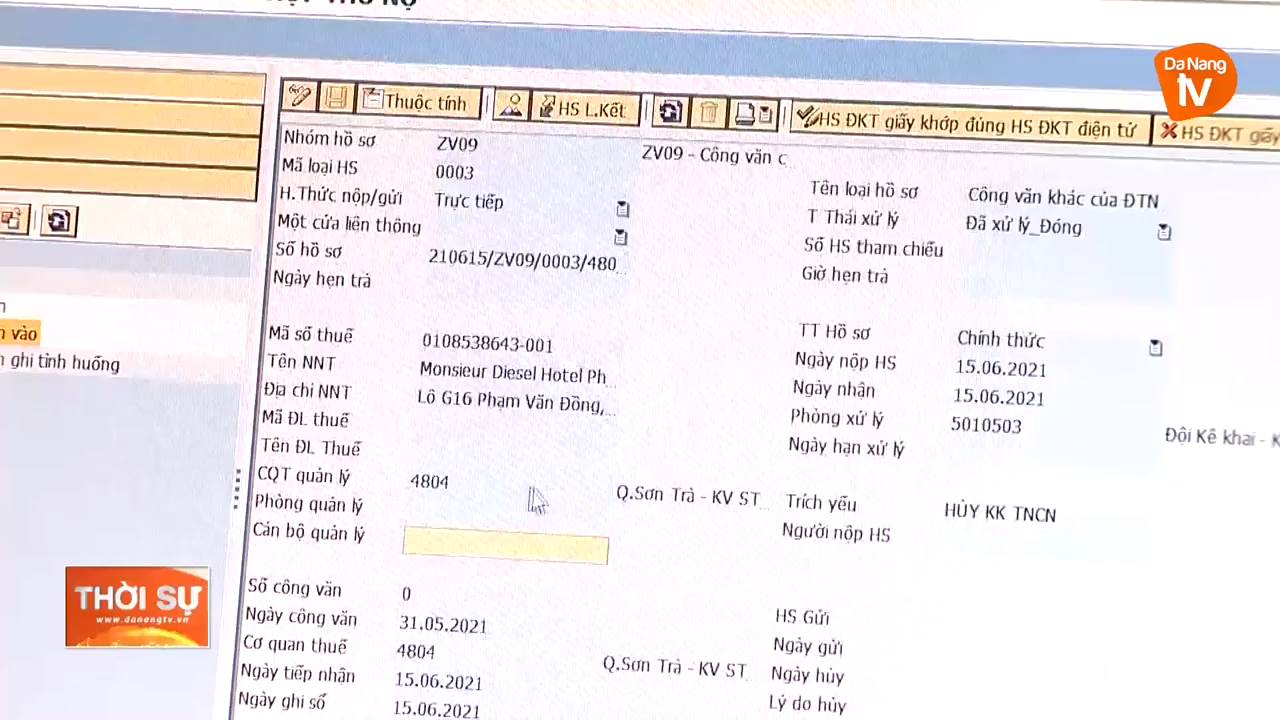 Da Nang
tv
Thuộc tính
HS L.Kết
HS ĐKT giấy khớp đúng HS ĐKT điện tử
HS ĐKT giấy
Nhóm hồ sơ ZV09 ZV09 - Công văn c..
Mã loại HS 0003 Tên loại hồ sơ Công văn khác của ĐTN
H.Thức nộp/gửi Trực tiếp T Thái xử lý Đã xử lý_Đóng
Một cửa liên thông Số HS tham chiếu
Số hồ sơ 210615/ZV09/0003/480.. Giờ hẹn trả
Ngày hẹn trả
vào
ghi tình huống
Mã số thuế 0108538643-001 TT Hồ sơ Chính thức
Tên NNT Monsieur Diesel Hotel Ph... Ngày nộp HS 15.06.2021
Địa chỉ NNT Lô G16 Phạm Văn Đồng,... Ngày nhận 15.06.2021
Mã ĐL thuế Phòng xử lý 5010503 Đội Kê khai - K
Tên ĐL Thuế Ngày hạn xử lý
CQT quản lý 4804 Q.Sơn Trà - KV ST.. Trích yếu HỦY KK TNCN
Phòng quản lý Người nộp HS
Cán bộ quản lý
Số công văn 0 HS Gửi
Ngày công văn 31.05.2021 Ngày gửi
Cơ quan thuế 4804 Q.Sơn Trà - KV ST.. Ngày hủy
Ngày tiếp nhận 15.06.2021 Lý do hủy
Ngày ghi sổ 15.06.2021
THỜI SỰ
www.danangtv.vn